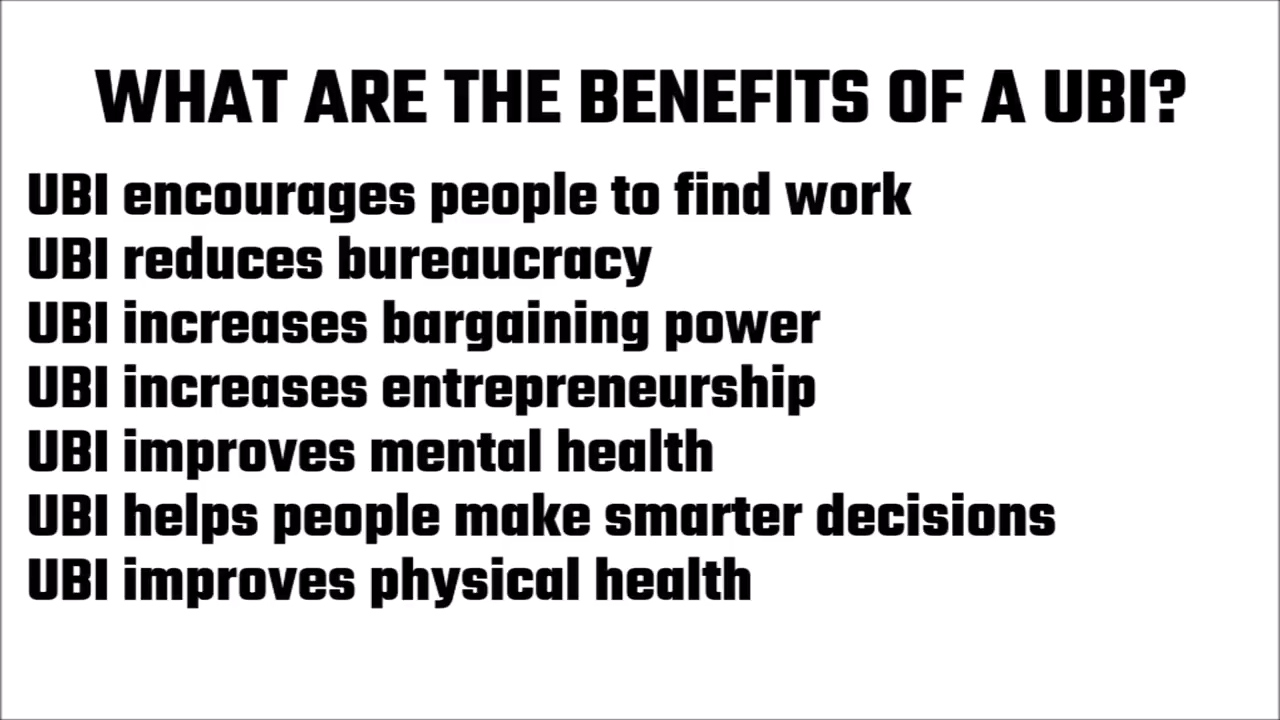 WHAT ARE THE BENEFITS OF A UBI?
UBI encourages people to find work
UBI reduces bureaucracy
UBI increases bargaining power
UBI increases entrepreneurship
UBI improves mental health
UBI helps people make smarter decisions
UBI improves physical health